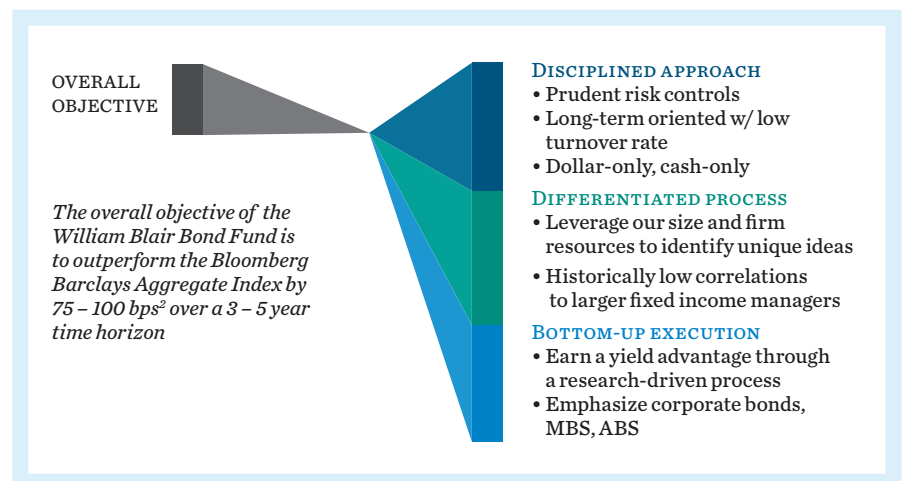 OVERALL
OBJECTIVE
The overall objective of the
William Blair Bond Fund is
to outperform the Bloomberg
Barclays Aggregate Index by
75 – 100 bps² over a 3 – 5 year
time horizon
DISCIPLINED APPROACH
• Prudent risk controls
• Long-term oriented w/ low
turnover rate
• Dollar-only, cash-only
DIFFERENTIATED PROCESS
• Leverage our size and firm
resources to identify unique ideas
• Historically low correlations
to larger fixed income managers
BOTTOM-UP EXECUTION
• Earn a yield advantage through
a research-driven process
• Emphasize corporate bonds,
MBS, ABS